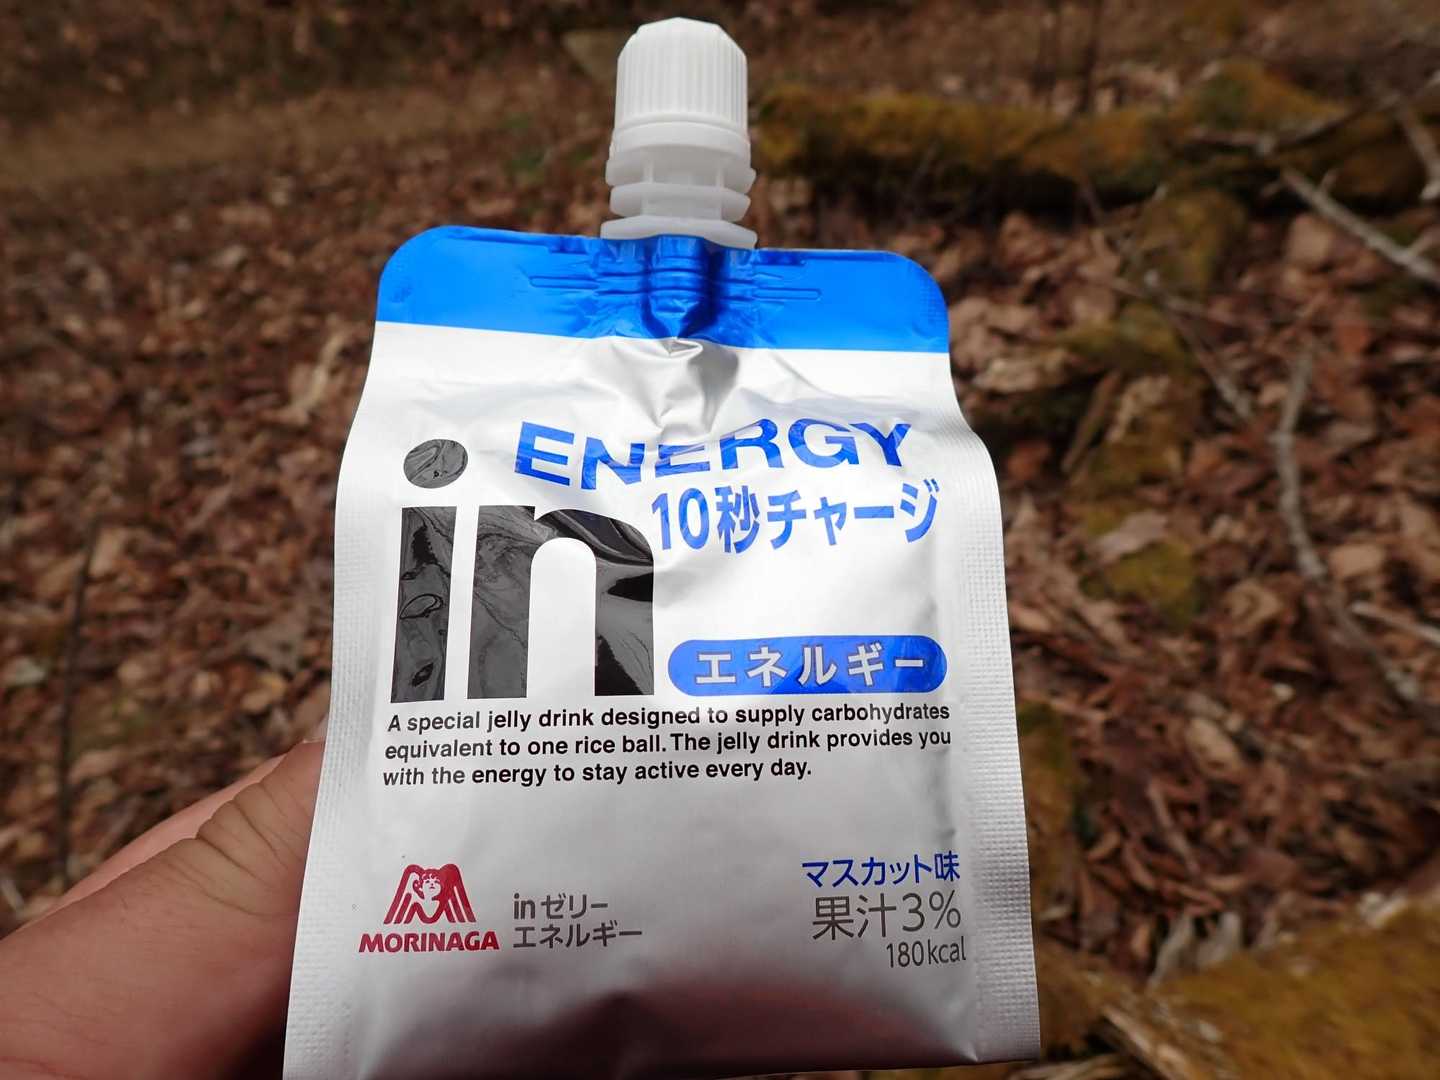 in
ENERGY
10秒チャージ
エネルギー
A special jelly drink designed to supply carbohydrates
equivalent to one rice ball. The jelly drink provides you
with the energy to stay active every day.
MORINAGA
inゼリー
エネルギー
マスカット味
果汁3%
180kcal